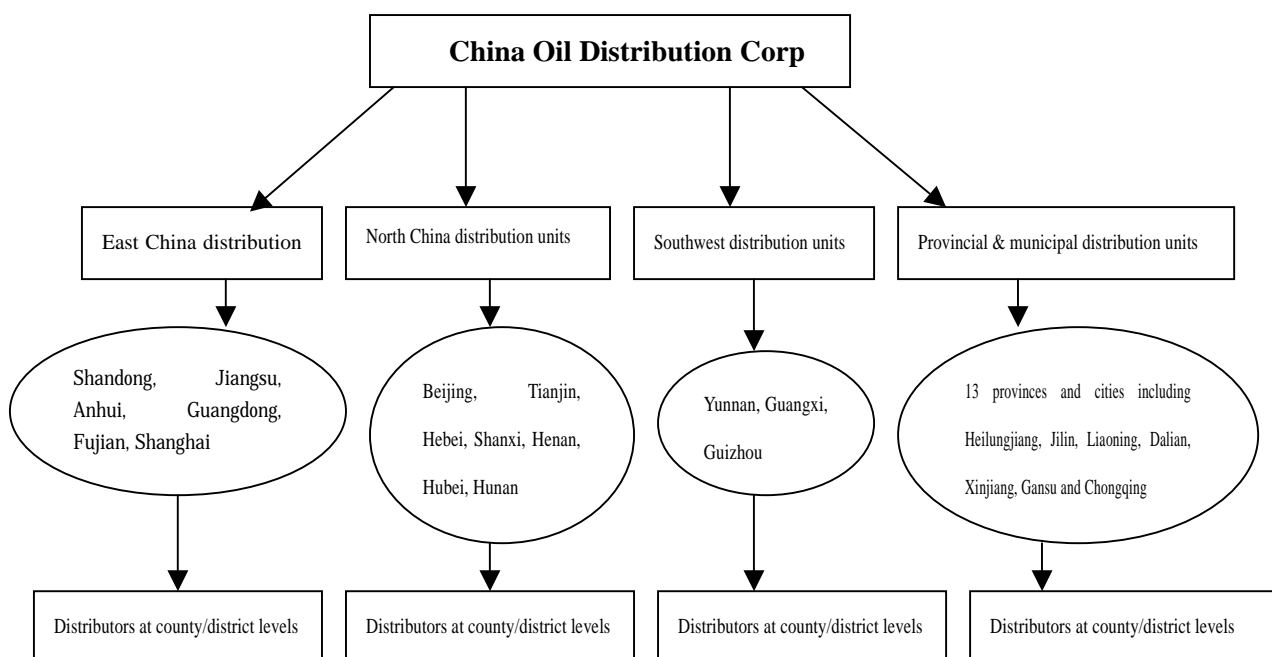 China Oil Distribution Corp
East China distribution
North China distribution units
Southwest distribution units
Provincial & municipal distribution units
Shandong, Jiangsu,
Anhui, Guangdong,
Fujian, Shanghai
Beijing, Tianjin,
Hebei, Shanxi, Henan,
Hubei, Hunan
Yunnan, Guangxi,
Guizhou
13 provinces and cities including
Heilungjiang, Jilin, Liaoning, Dalian,
Xinjiang, Gansu and Chongqing
Distributors at county/district levels
Distributors at county/district levels
Distributors at county/district levels
Distributors at county/district levels